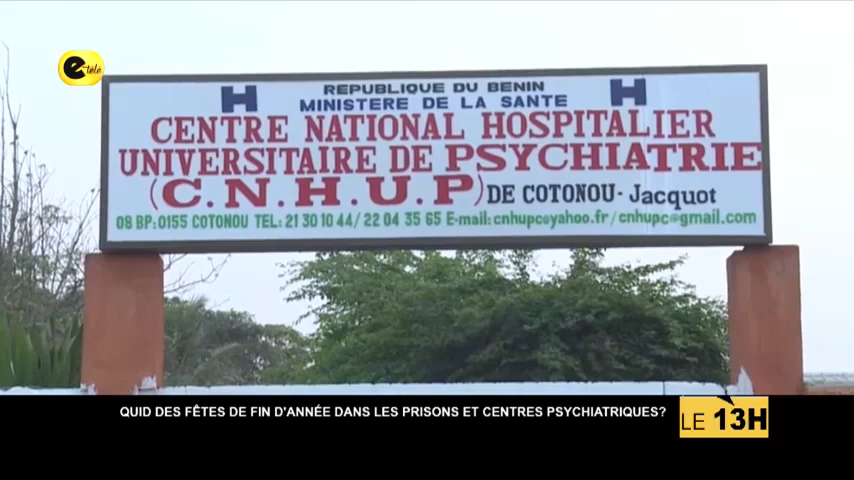 e télé
H REPUBLIQUE DU BENIN H
MINISTERE DE LA SANTE
CENTRE NATIONAL HOSPITALIER
UNIVERSITAIRE DE PSYCHIATRIE
(C.N.H.U.P) DE COTONOU - Jacquot
08 BP: 0155 COTONOU TEL: 21 30 10 44/ 22 04 35 65 E-mail: cnhupc@yahoo.fr/cnhupc@gmail.com
QUID DES FÊTES DE FIN D'ANNÉE DANS LES PRISONS ET CENTRES PSYCHIATRIQUES?
LE 13H